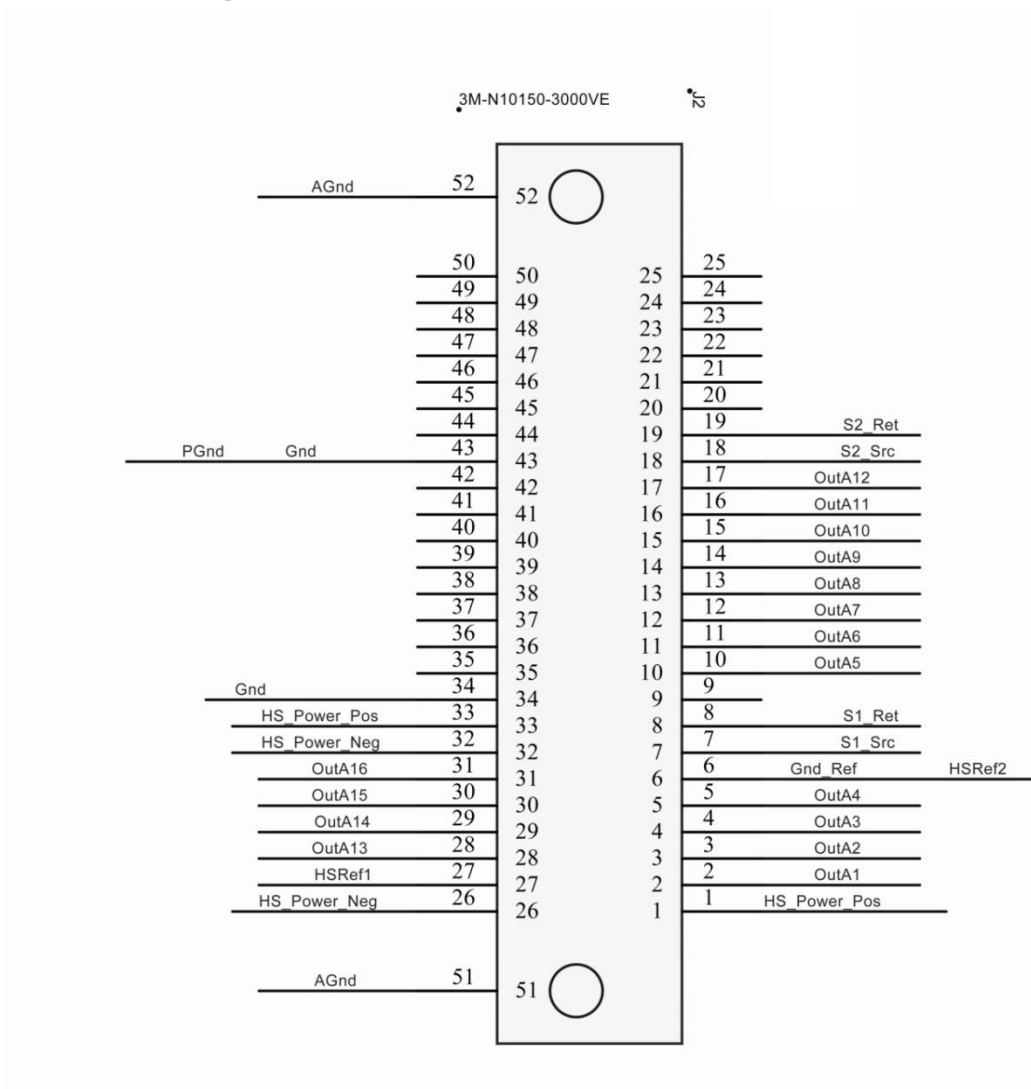 3M-N10150-3000VE J2
AGnd 52 52
50 50 25 25
49 49 24 24
48 48 23 23
47 47 22 22
46 46 21 21
45 45 20 20
44 44 19 19 S2_Ret
PGnd Gnd 43 43 18 18 S2_Src
42 42 17 17 OutA12
41 41 16 16 OutA11
40 40 15 15 OutA10
39 39 14 14 OutA9
38 38 13 13 OutA8
37 37 12 12 OutA7
36 36 11 11 OutA6
35 35 10 10 OutA5
Gnd 34 34 9 9
HS_Power_Pos 33 33 8 8 S1_Ret
HS_Power_Neg 32 32 7 7 S1_Src
OutA16 31 31 6 6 Gnd_Ref HSRef2
OutA15 30 30 5 5 OutA4
OutA14 29 29 4 4 OutA3
OutA13 28 28 3 3 OutA2
HSRef1 27 27 2 2 OutA1
HS_Power_Neg 26 26 1 1 HS_Power_Pos
AGnd 51 51